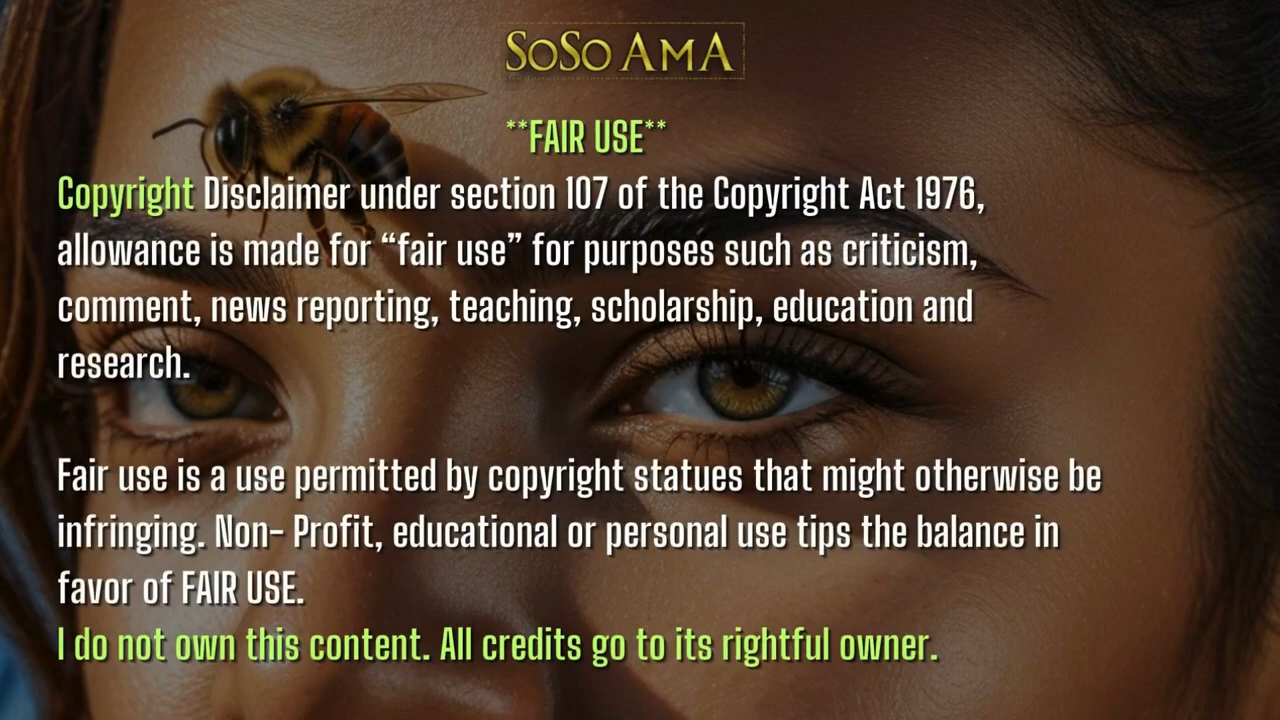 SOSO AMA
**FAIR USE**
Copyright Disclaimer under section 107 of the Copyright Act 1976,
allowance is made for “fair use” for purposes such as criticism,
comment, news reporting, teaching, scholarship, education and
research.
Fair use is a use permitted by copyright statues that might otherwise be
infringing. Non- Profit, educational or personal use tips the balance in
favor of FAIR USE.
I do not own this content. All credits go to its rightful owner.